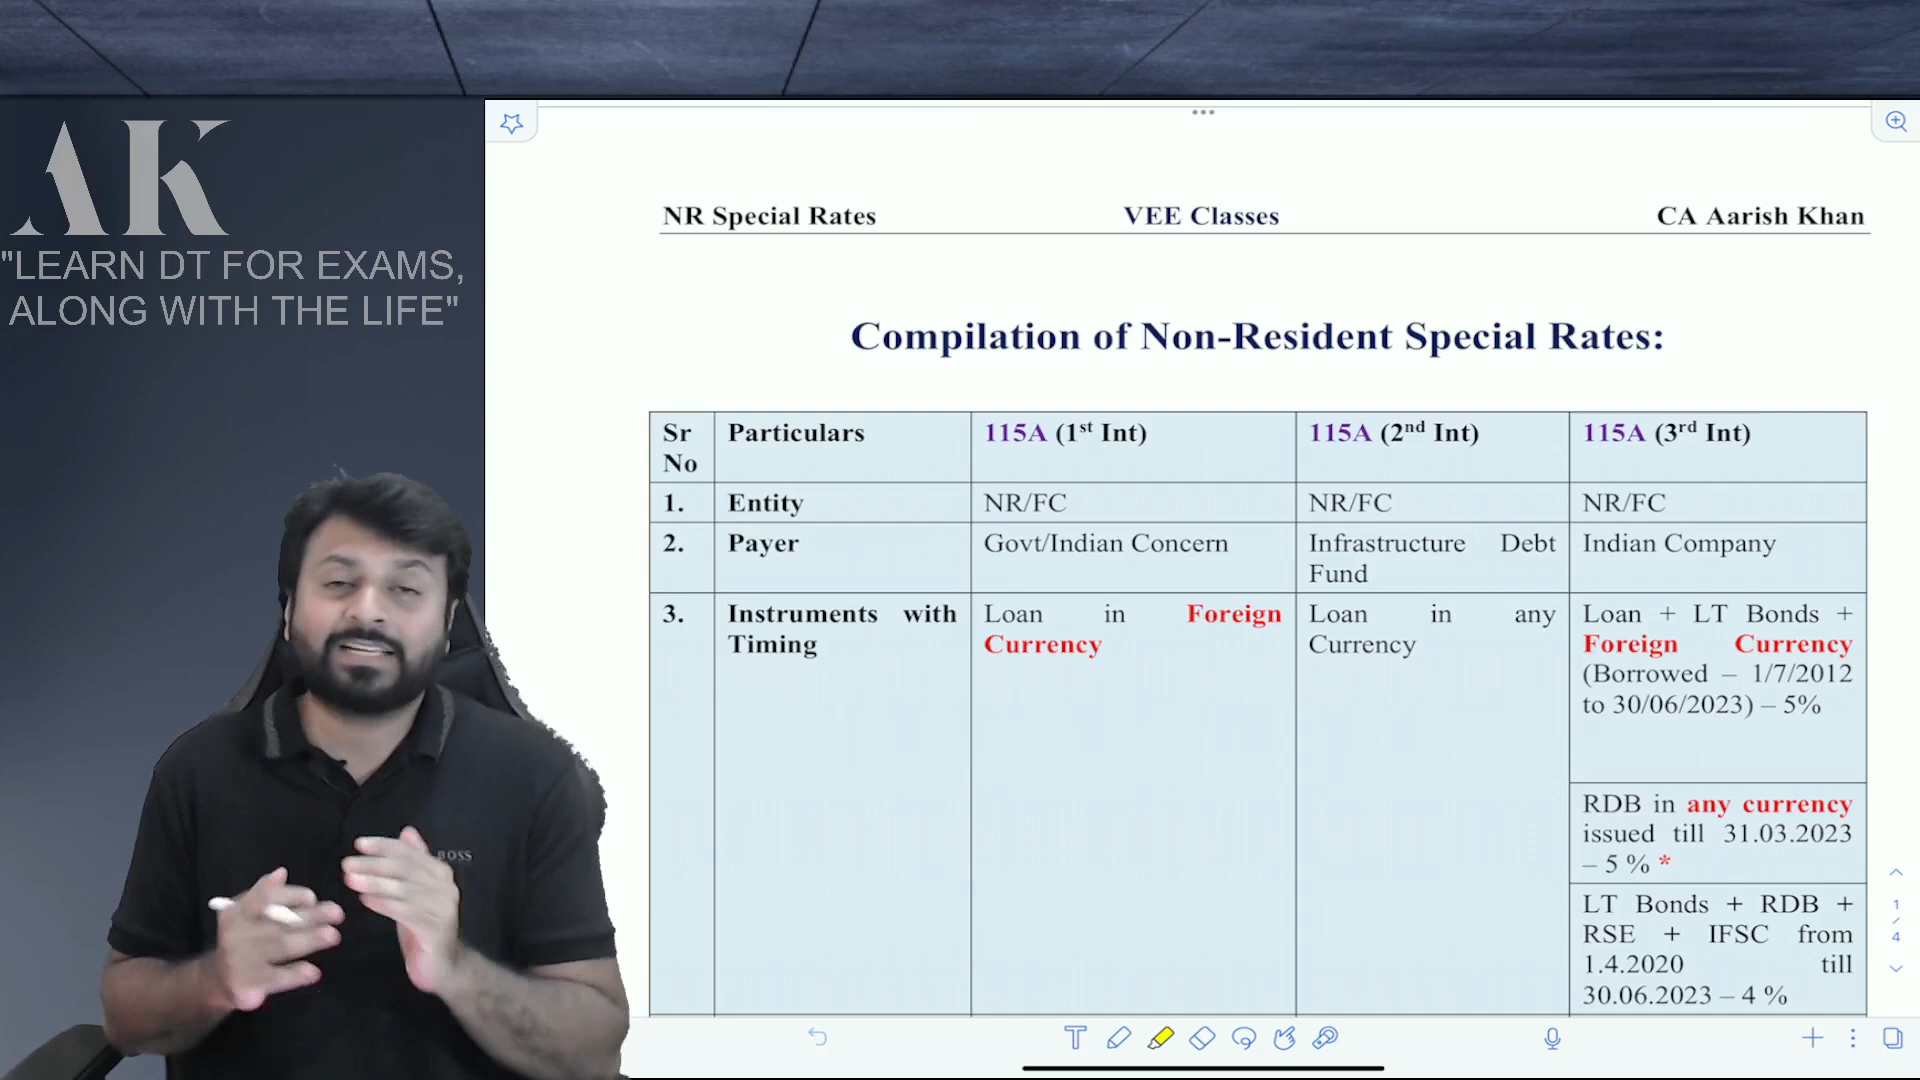 AK
"LEARN DT FOR EXAMS,
ALONG WITH THE LIFE"
NR Special Rates VEE Classes CA Aarish Khan
Compilation of Non-Resident Special Rates:
Sr No Particulars 115A (1st Int) 115A (2nd Int) 115A (3rd Int)
1. Entity NR/FC NR/FC NR/FC
2. Payer Govt/Indian Concern Infrastructure Debt Fund Indian Company
3. Instruments with Timing
Loan in Foreign Currency
Loan in any Currency
Loan + LT Bonds +
Foreign Currency
(Borrowed – 1/7/2012
to 30/06/2023) – 5%
RDB in any currency
issued till 31.03.2023
– 5 % *
LT Bonds + RDB +
RSE + IFSC from
1.4.2020 till
30.06.2023 – 4 %
BOSS
1
/
4